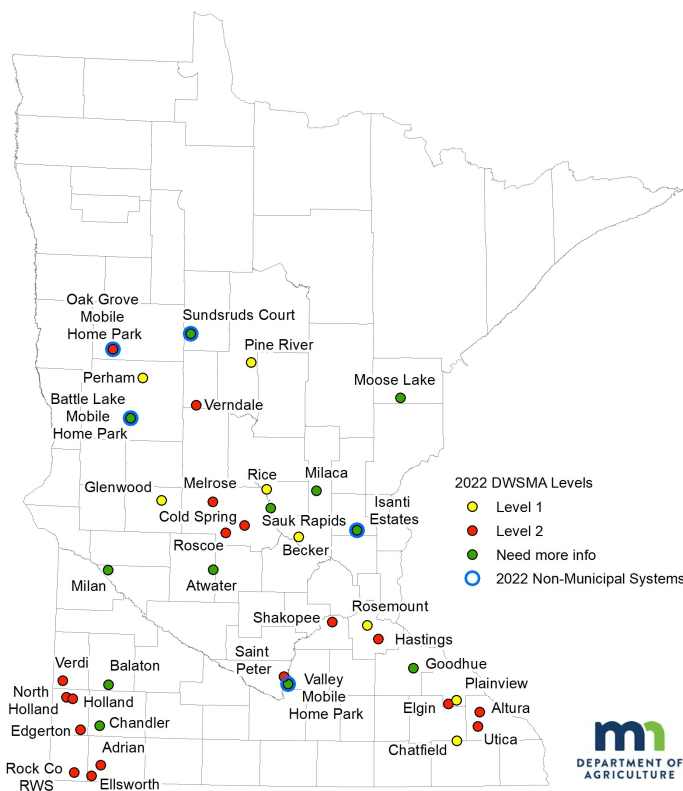 Oak Grove
Mobile
Home Park
Sundsruds Court
Pine River
Perham
Moose Lake
Battle Lake
Mobile
Home Park
Verndale
Glenwood
Melrose
Rice
Milaca
Cold Spring
Sauk Rapids
Isanti
Estates
Roscoe
Becker
Milan
Atwater
2022 DWSMA Levels
Level 1
Level 2
Need more info
2022 Non-Municipal Systems
Shakopee
Rosemount
Hastings
Saint
Peter
Valley
Mobile
Home Park
Goodhue
Plainview
Elgin
Altura
Utica
Chatfield
Verdi
Balaton
North
Holland
Holland
Edgerton
Chandler
Adrian
Rock Co
RWS
Ellsworth
mn
DEPARTMENT OF
AGRICULTURE